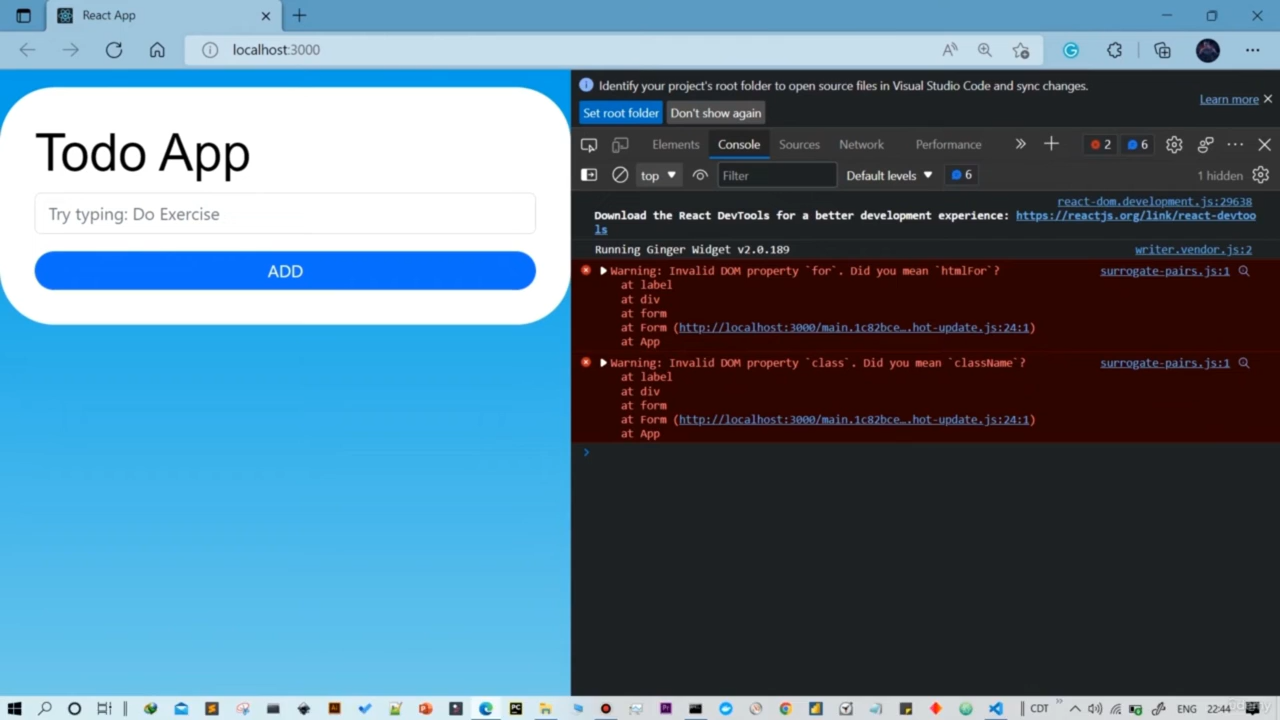 React App
localhost:3000
Todo App
Try typing: Do Exercise
ADD
Identify your project's root folder to open source files in Visual Studio Code and sync changes.
Learn more
Set root folder
Don't show again
Elements
Console
Sources
Network
Performance
2
6
top
Filter
Default levels
6
1 hidden
react-dom.development.js:29638
Download the React DevTools for a better development experience: https://reactjs.org/link/react-devtoo
ls
Running Ginger Widget v2.0.189
writer.vendor.js:2
Warning: Invalid DOM property `for`. Did you mean `htmlFor`?
surrogate-pairs.js:1
at label
at div
at form
at Form (http://localhost:3000/main.1c82bce….hot-update.js:24:1)
at App
Warning: Invalid DOM property `class`. Did you mean `className`?
surrogate-pairs.js:1
at label
at div
at form
at Form (http://localhost:3000/main.1c82bce….hot-update.js:24:1)
at App
CDT
ENG
22:44